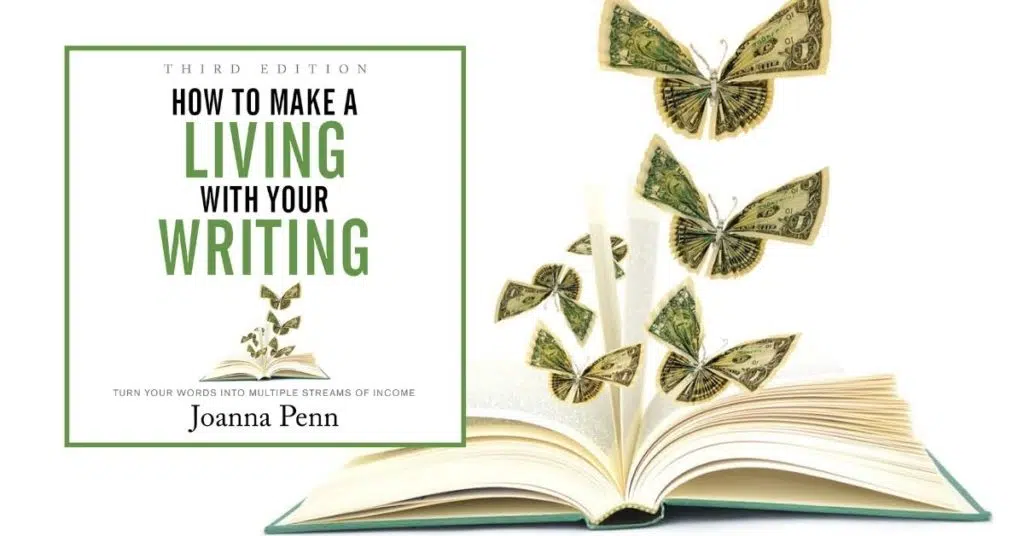 THIRD EDITION
HOW TO MAKE A
LIVING
WITH YOUR
WRITING
TURN YOUR WORDS INTO MULTIPLE STREAMS OF INCOME
Joanna Penn